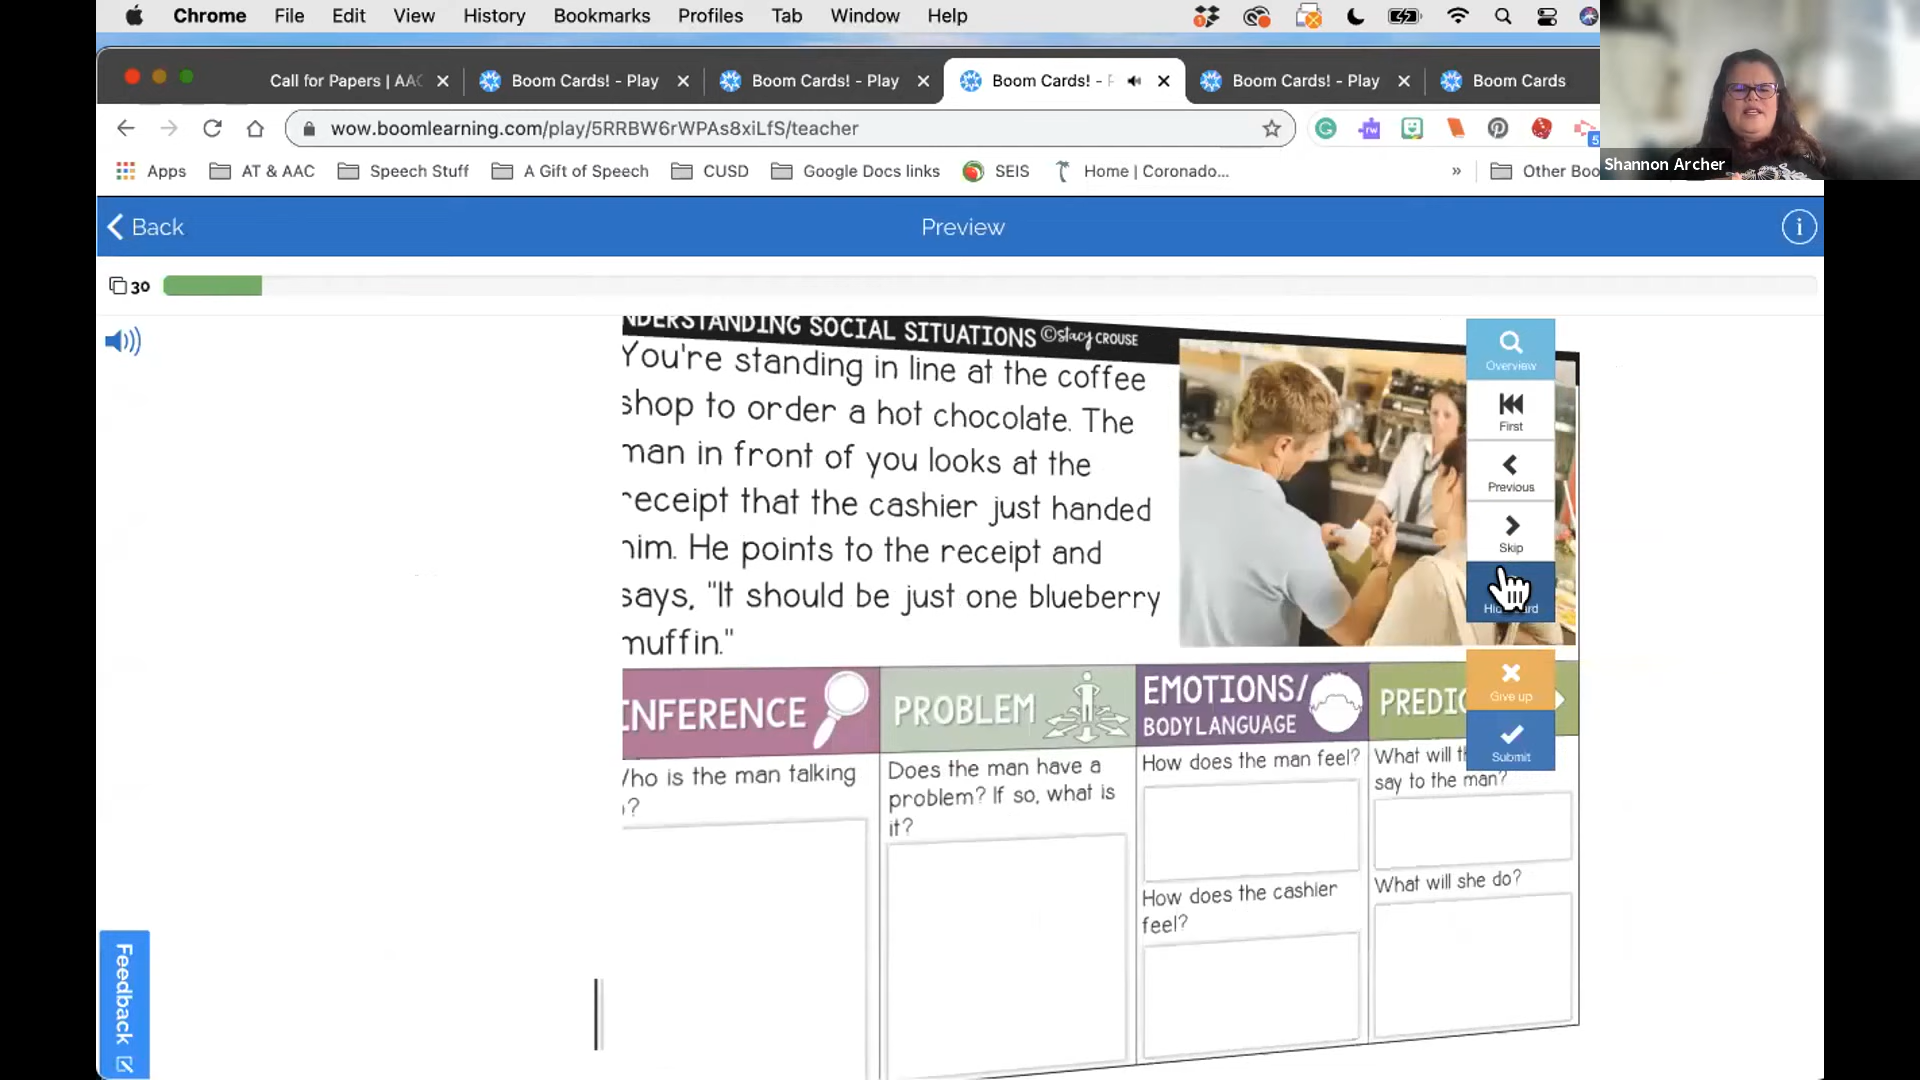 Chrome File Edit View History Bookmarks Profiles Tab Window Help
Call for Papers | AAC Boom Cards! - Play Boom Cards! - Play Boom Cards! - Boom Cards! - Play Boom Cards
wow.boomlearning.com/play/5RRBW6rWPAs8xiLfS/teacher
Apps AT & AAC Speech Stuff A Gift of Speech CUSD Google Docs links SEIS Home | Coronado... » Other Boo
Shannon Archer
Back Preview
30
NDERSTANDING SOCIAL SITUATIONS ©stacy CROUSE
You're standing in line at the coffee
shop to order a hot chocolate. The
man in front of you looks at the
receipt that the cashier just handed
him. He points to the receipt and
says, "It should be just one blueberry
muffin."
Overview
First
Previous
Skip
Give up
Submit
INFERENCE
PROBLEM
EMOTIONS/
BODY LANGUAGE
PREDIC
Who is the man talking
?
Does the man have a
problem? If so, what is
it?
How does the man feel?
How does the cashier
feel?
What will
say to the man?
What will she do?
Feedback